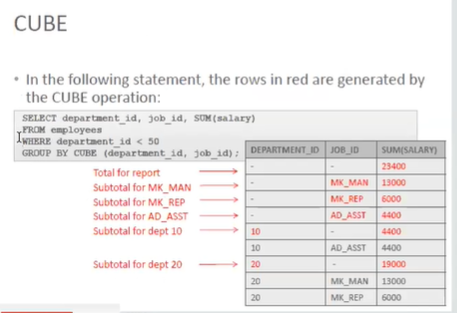 CUBE
• In the following statement, the rows in red are generated by
the CUBE operation:
SELECT department_id, job_id, SUM(salary)
FROM employees
WHERE department_id < 50
GROUP BY CUBE (department_id, job_id);
DEPARTMENT_ID JOB_ID SUM(SALARY)
Total for report - - 23400
Subtotal for MK_MAN - MK_MAN 13000
Subtotal for MK_REP - MK_REP 6000
Subtotal for AD_ASST - AD_ASST 4400
Subtotal for dept 10 10 - 4400
10 AD_ASST 4400
Subtotal for dept 20 20 - 19000
20 MK_MAN 13000
20 MK_REP 6000